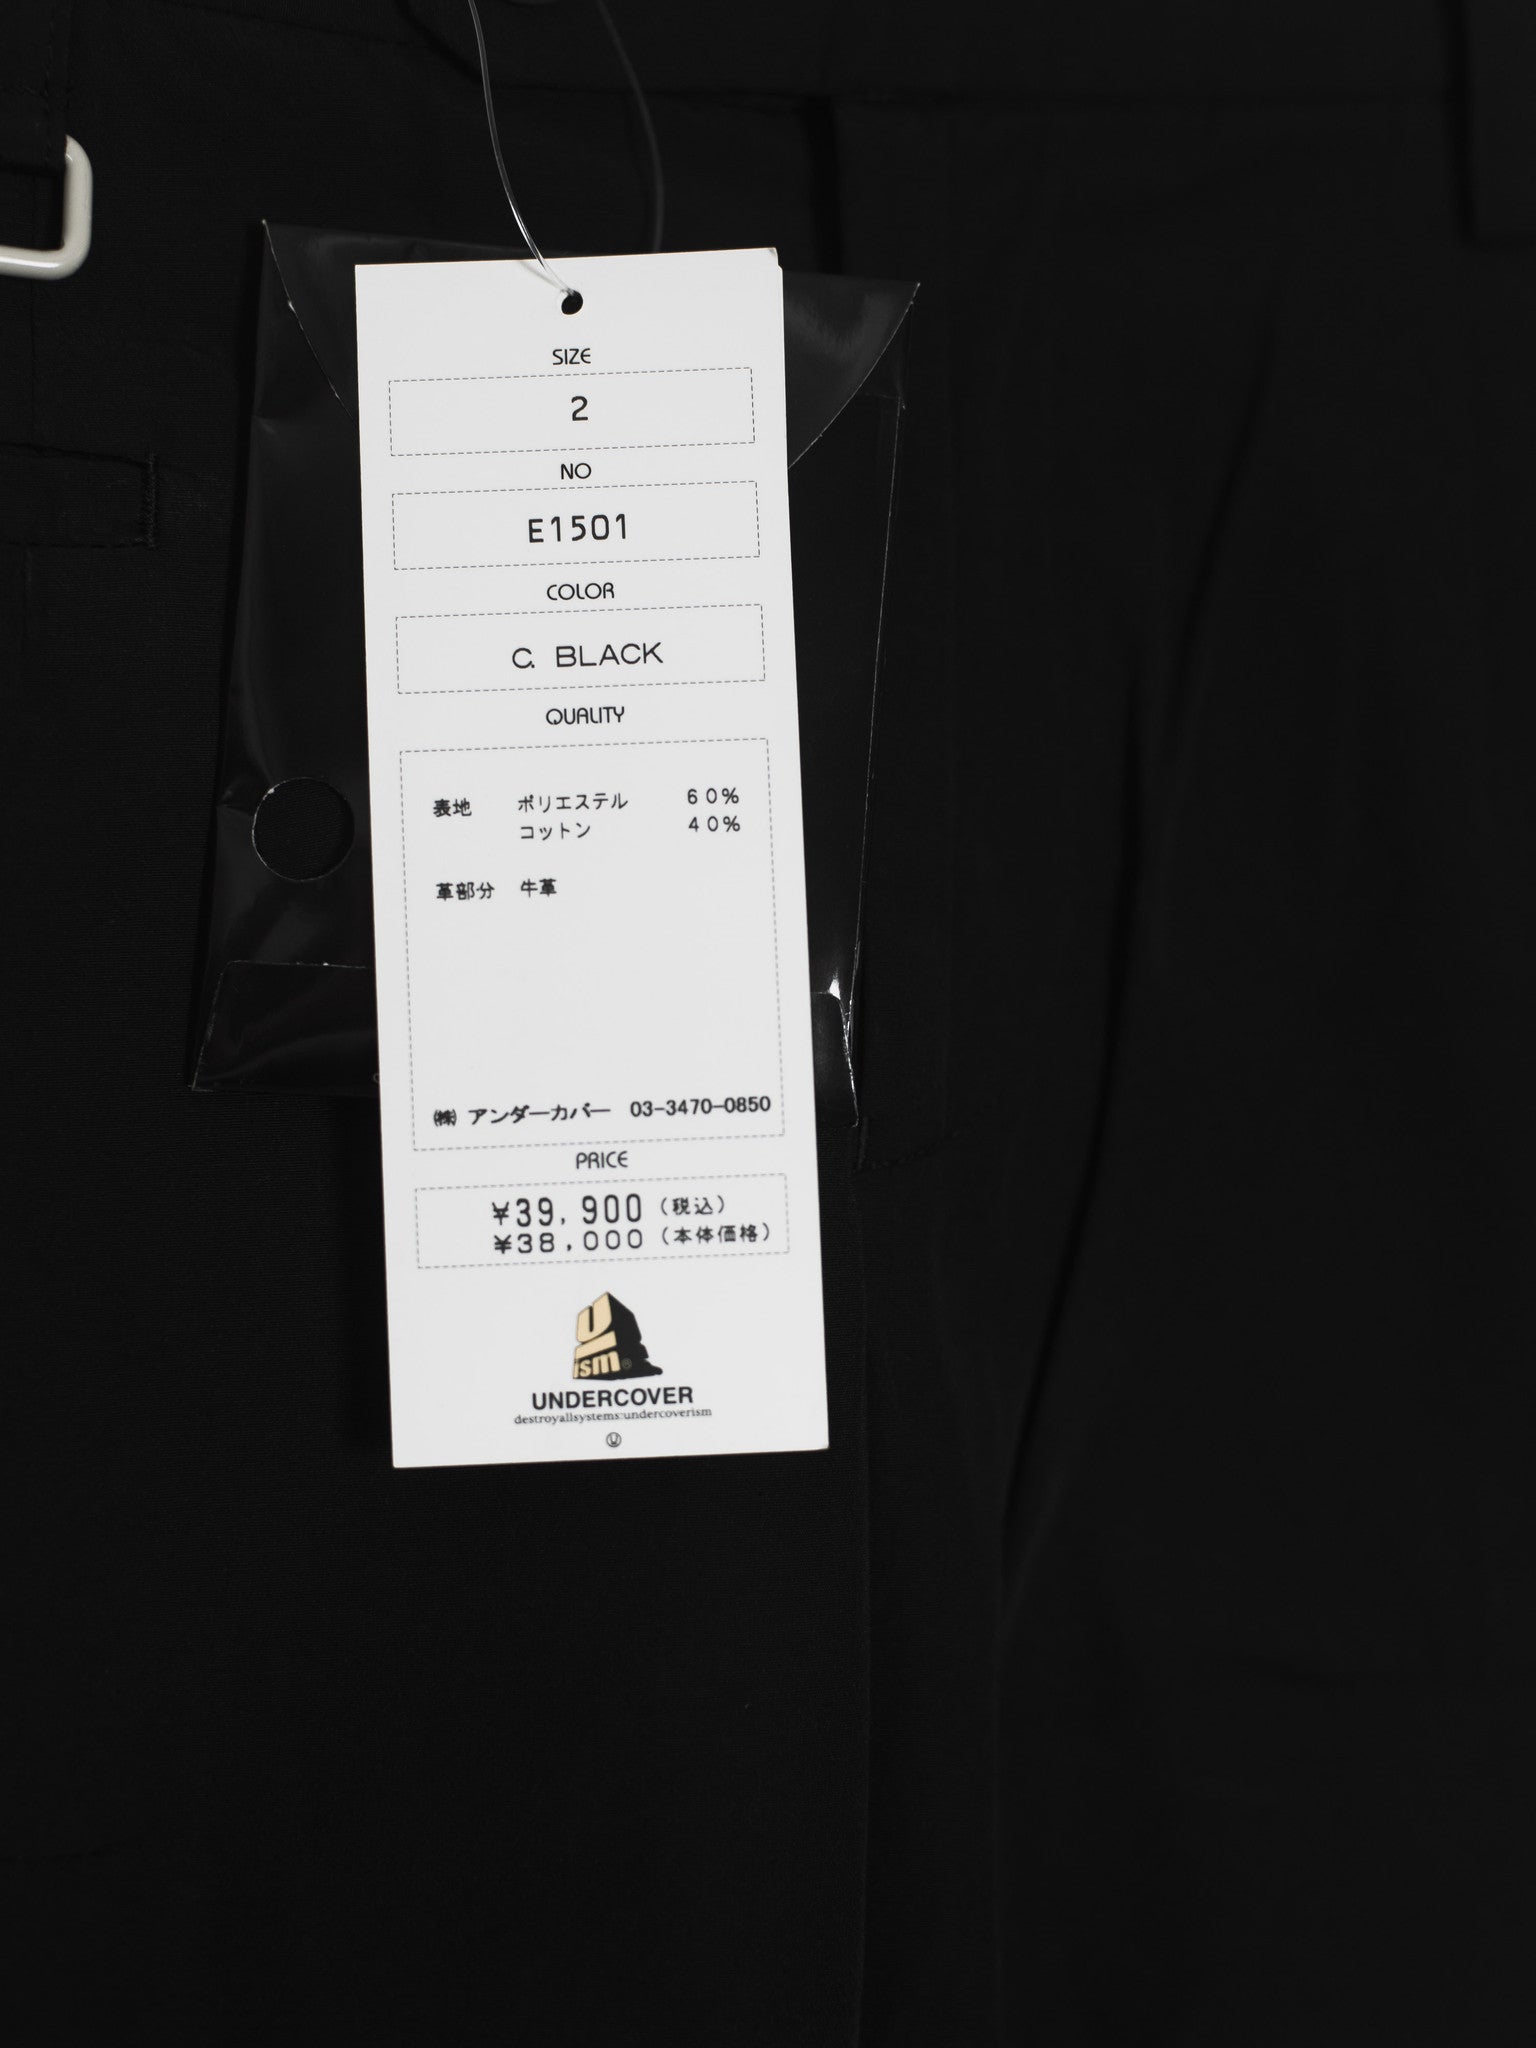 SIZE
2
NO
E1501
COLOR
C. BLACK
QUALITY
表地 ポリエステル 60%
コットン 40%
革部分 牛革
㈱ アンダーカバー 03-3470-0850
PRICE
¥39,900 (税込)
¥38,000 (本体価格)
U
ism®
UNDERCOVER
destroyallsystems:undercoverism
U